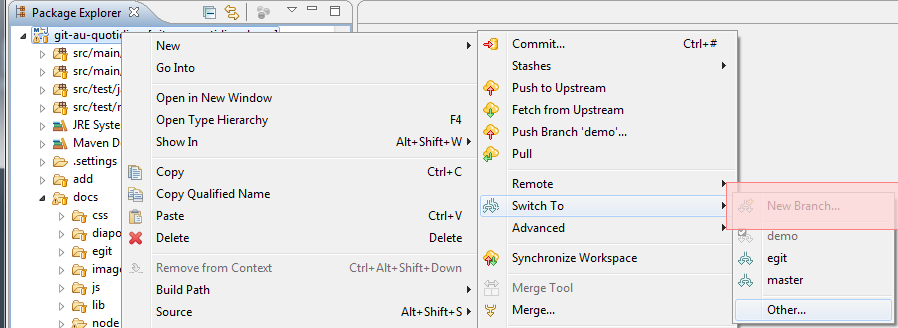 Package Explorer
git-au-quotidien
src/main/
src/main/
src/test/j
src/test/r
JRE System
Maven De
.settings
add
docs
css
diapo
egit
image
js
lib
node
New
Go Into
Open in New Window
Open Type Hierarchy F4
Show In Alt+Shift+W
Copy Ctrl+C
Copy Qualified Name
Paste Ctrl+V
Delete Delete
Remove from Context Ctrl+Alt+Shift+Down
Build Path
Source Alt+Shift+S
Commit... Ctrl+#
Stashes
Push to Upstream
Fetch from Upstream
Push Branch 'demo'...
Pull
Remote
Switch To
Advanced
Synchronize Workspace
Merge Tool
Merge...
New Branch...
demo
egit
master
Other...